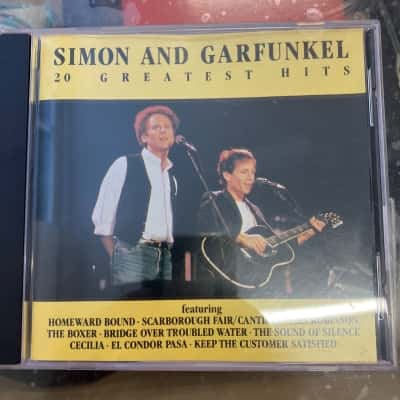 SIMON AND GARFUNKEL
20 GREATEST HITS
featuring
HOMEWARD BOUND · SCARBOROUGH FAIR/
THE BOXER · BRIDGE OVER TROUBLED WATER · THE SOUND OF SILENCE
CECILIA · EL CONDOR PASA · KEEP THE CUSTOMER SATISFIED